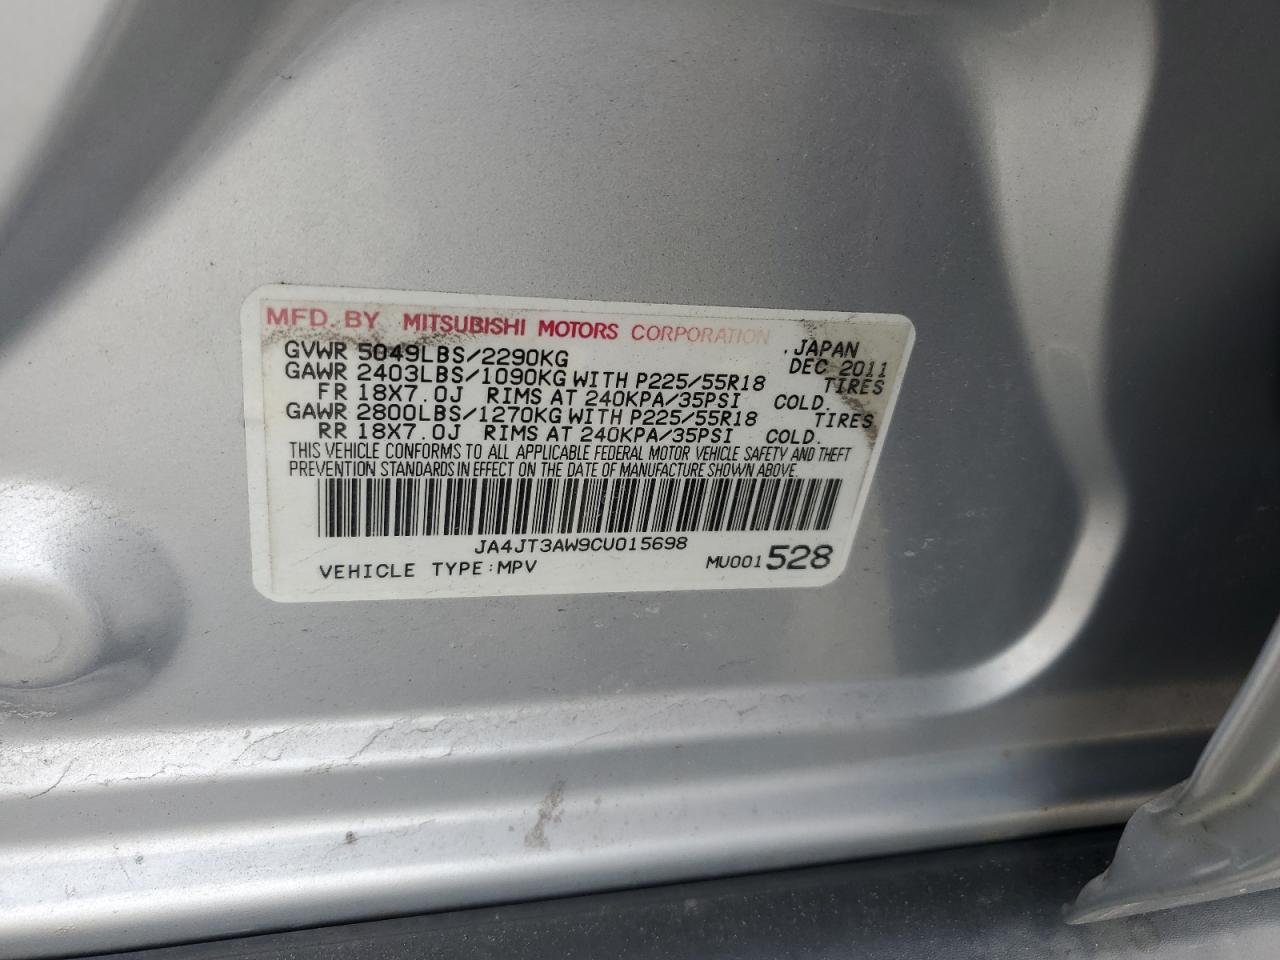 MFD. BY MITSUBISHI MOTORS CORPORATION
GVWR 5049LBS/2290KG .JAPAN
DEC 2011
GAWR 2403LBS/1090KG WITH P225/55R18 TIRES
FR 18X7.0J RIMS AT 240KPA/35PSI COLD.
GAWR 2800LBS/1270KG WITH P225/55R18 TIRES
RR 18X7.0J RIMS AT 240KPA/35PSI COLD.
THIS VEHICLE CONFORMS TO ALL APPLICABLE FEDERAL MOTOR VEHICLE SAFETY AND THEFT
PREVENTION STANDARDS IN EFFECT ON THE DATE OF MANUFACTURE SHOWN ABOVE.
JA4JT3AW9CU015698
VEHICLE TYPE:MPV MU001528